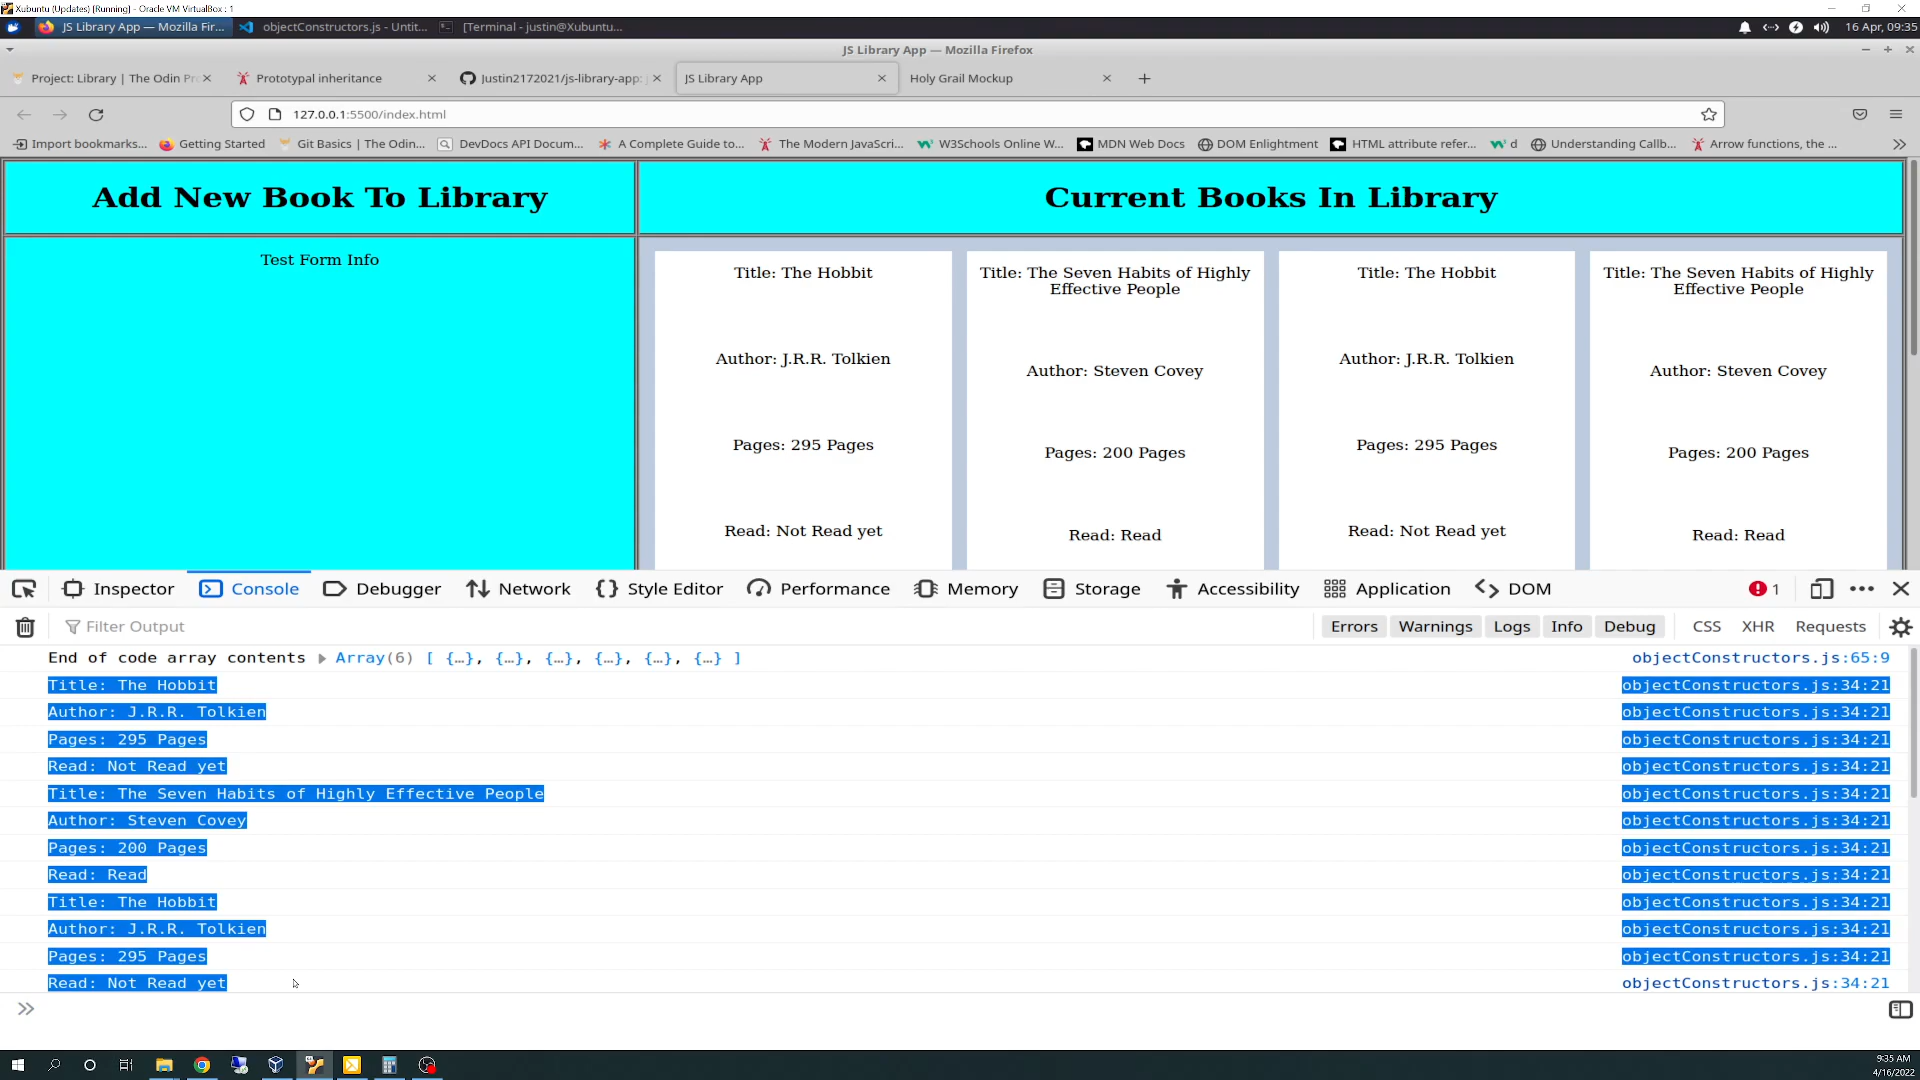 Xubuntu (Updates) [Running] - Oracle VM VirtualBox : 1
JS Library App — Mozilla Fir...
objectConstructors.js - Untit...
[Terminal - justin@Xubuntu...
16 Apr, 09:35
JS Library App — Mozilla Firefox
Project: Library | The Odin Pr
Prototypal inheritance
Justin2172021/js-library-app: J
JS Library App
Holy Grail Mockup
127.0.0.1:5500/index.html
Import bookmarks...
Getting Started
Git Basics | The Odin...
DevDocs API Docum...
A Complete Guide to...
The Modern JavaScri...
W3Schools Online W...
MDN Web Docs
DOM Enlightment
HTML attribute refer...
d
Understanding Callb...
Arrow functions, the ...
Add New Book To Library
Current Books In Library
Test Form Info
Title: The Hobbit
Author: J.R.R. Tolkien
Pages: 295 Pages
Read: Not Read yet
Title: The Seven Habits of Highly
Effective People
Author: Steven Covey
Pages: 200 Pages
Read: Read
Title: The Hobbit
Author: J.R.R. Tolkien
Pages: 295 Pages
Read: Not Read yet
Title: The Seven Habits of Highly
Effective People
Author: Steven Covey
Pages: 200 Pages
Read: Read
Inspector
Console
Debugger
Network
Style Editor
Performance
Memory
Storage
Accessibility
Application
DOM
1
Filter Output
Errors
Warnings
Logs
Info
Debug
CSS
XHR
Requests
End of code array contents Array(6) [ {…}, {…}, {…}, {…}, {…}, {…} ] objectConstructors.js:65:9
Title: The Hobbit objectConstructors.js:34:21
Author: J.R.R. Tolkien objectConstructors.js:34:21
Pages: 295 Pages objectConstructors.js:34:21
Read: Not Read yet objectConstructors.js:34:21
Title: The Seven Habits of Highly Effective People objectConstructors.js:34:21
Author: Steven Covey objectConstructors.js:34:21
Pages: 200 Pages objectConstructors.js:34:21
Read: Read objectConstructors.js:34:21
Title: The Hobbit objectConstructors.js:34:21
Author: J.R.R. Tolkien objectConstructors.js:34:21
Pages: 295 Pages objectConstructors.js:34:21
Read: Not Read yet objectConstructors.js:34:21
9:35 AM
4/16/2022